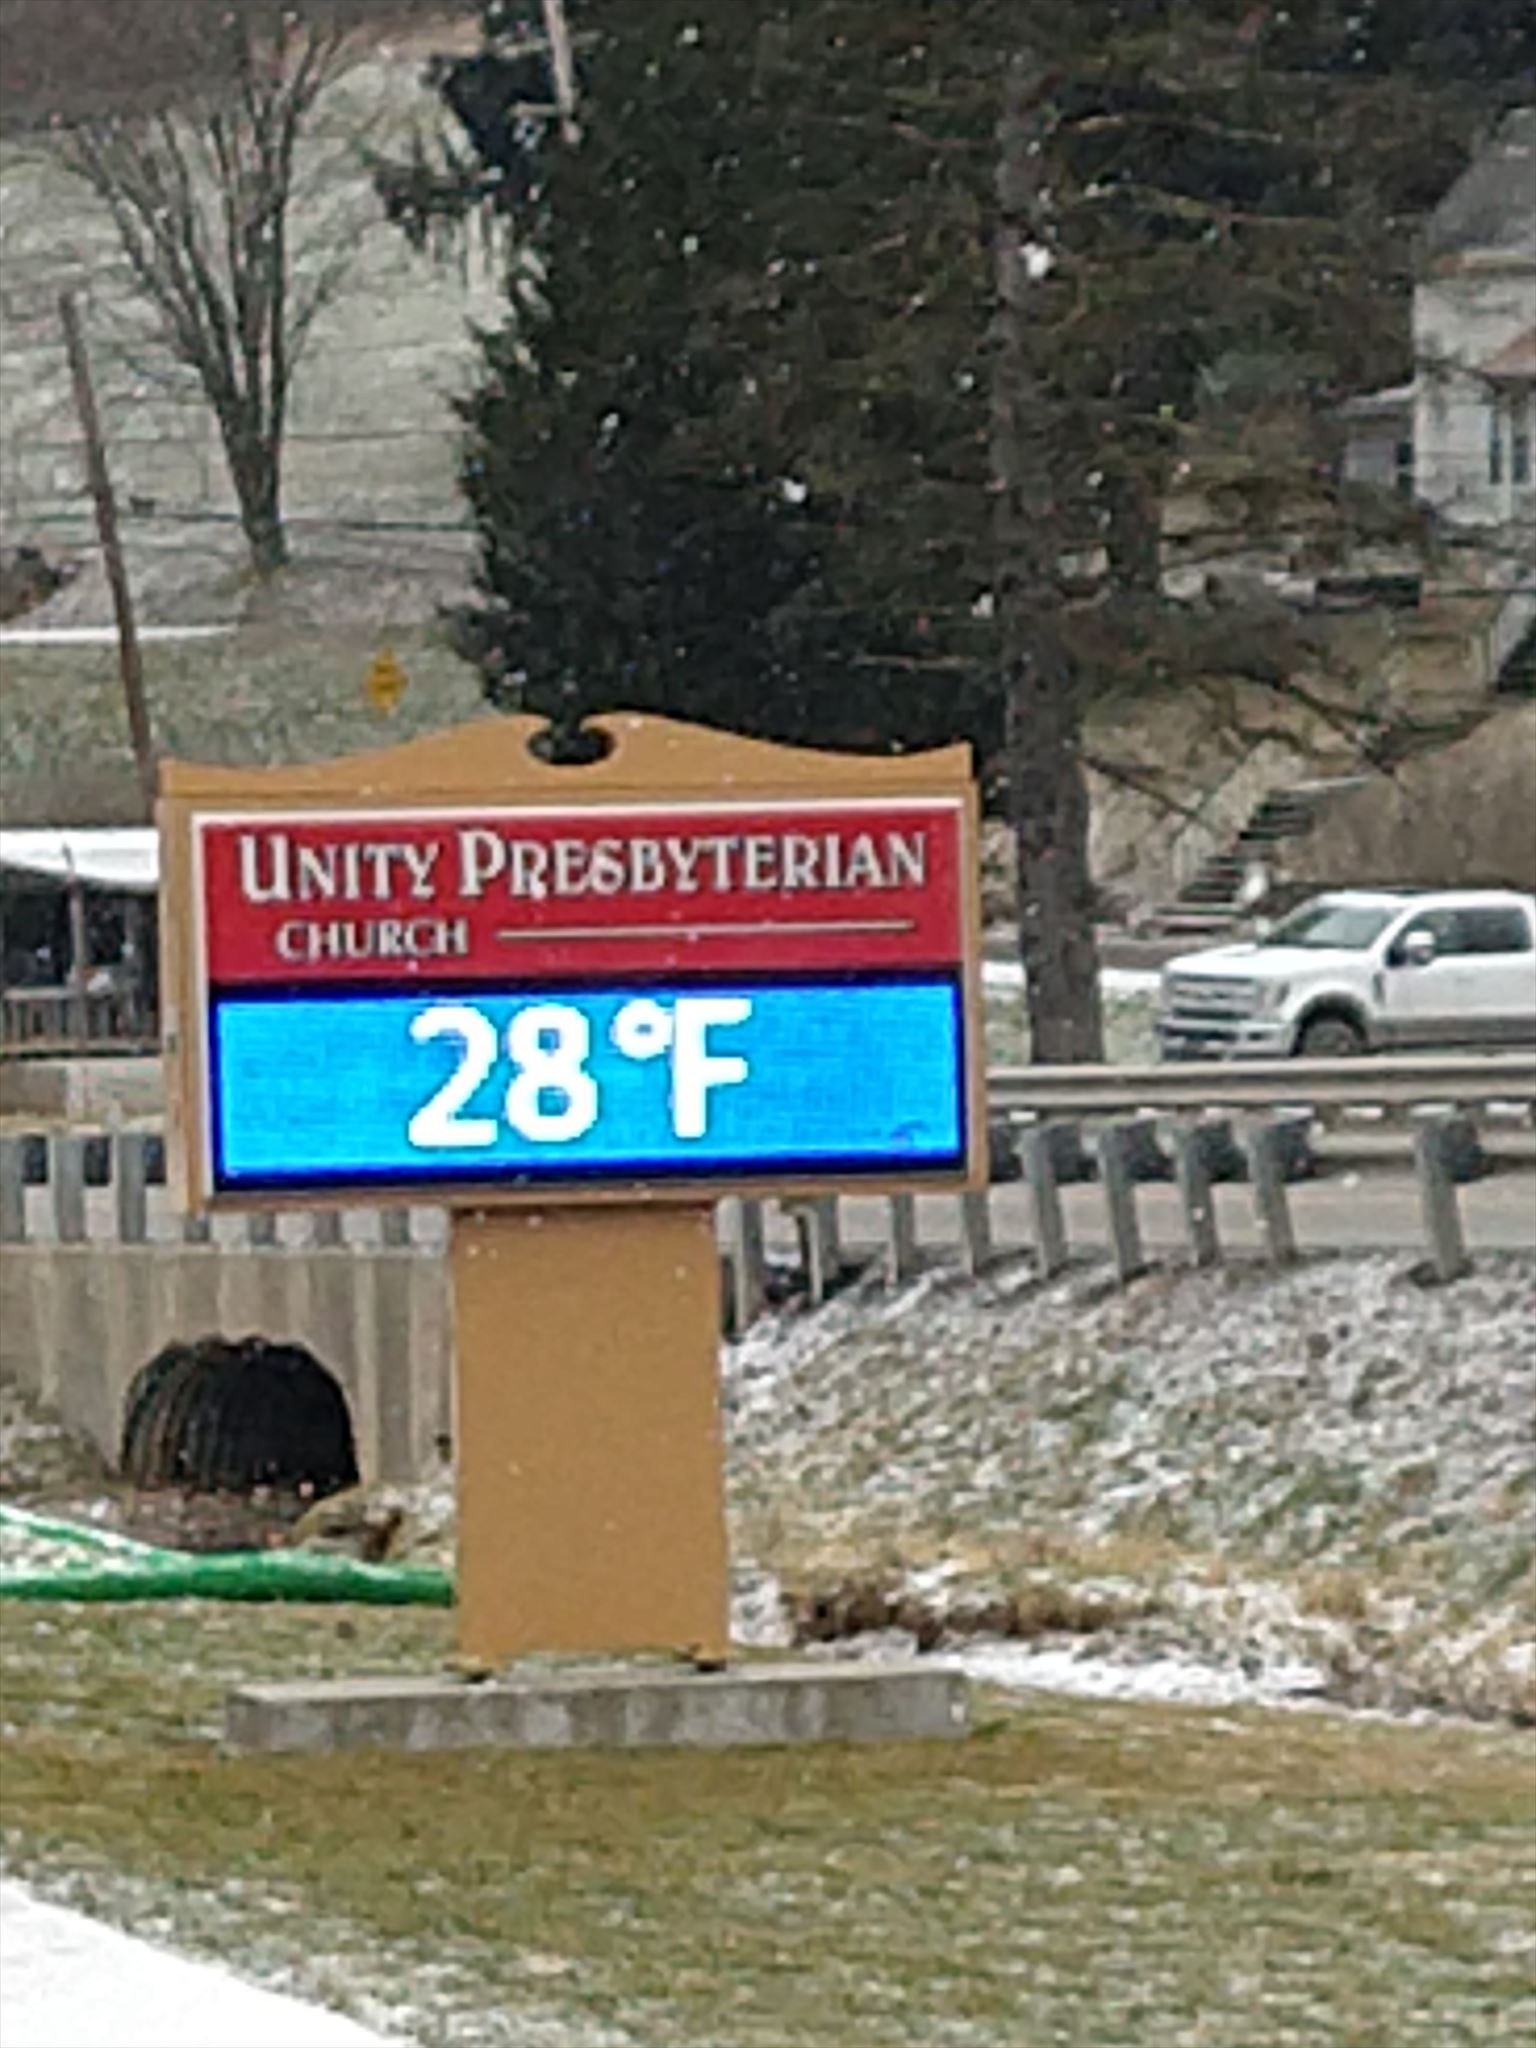 UNITY PRESBYTERIAN
CHURCH
28°F